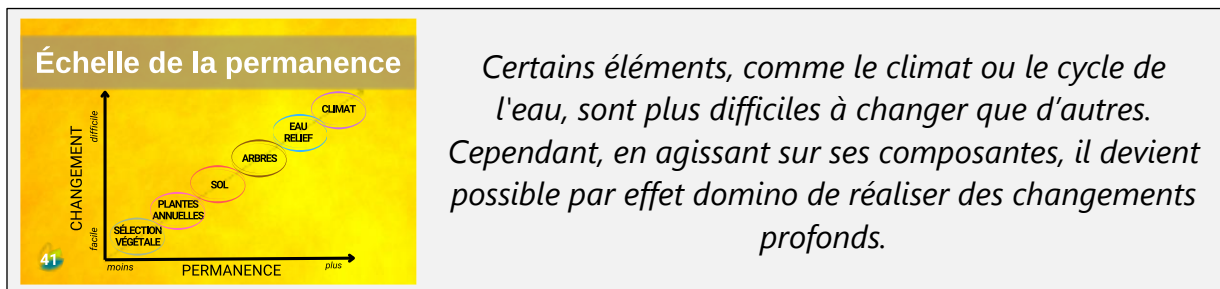 Échelle de la permanence
CHANGEMENT
difficile
facile
CLIMAT
EAU
RELIEF
ARBRES
SOL
PLANTES
ANNUELLES
SÉLECTION
VÉGÉTALE
41
moins
PERMANENCE
plus
Certains éléments, comme le climat ou le cycle de
l'eau, sont plus difficiles à changer que d’autres.
Cependant, en agissant sur ses composantes, il devient
possible par effet domino de réaliser des changements
profonds.